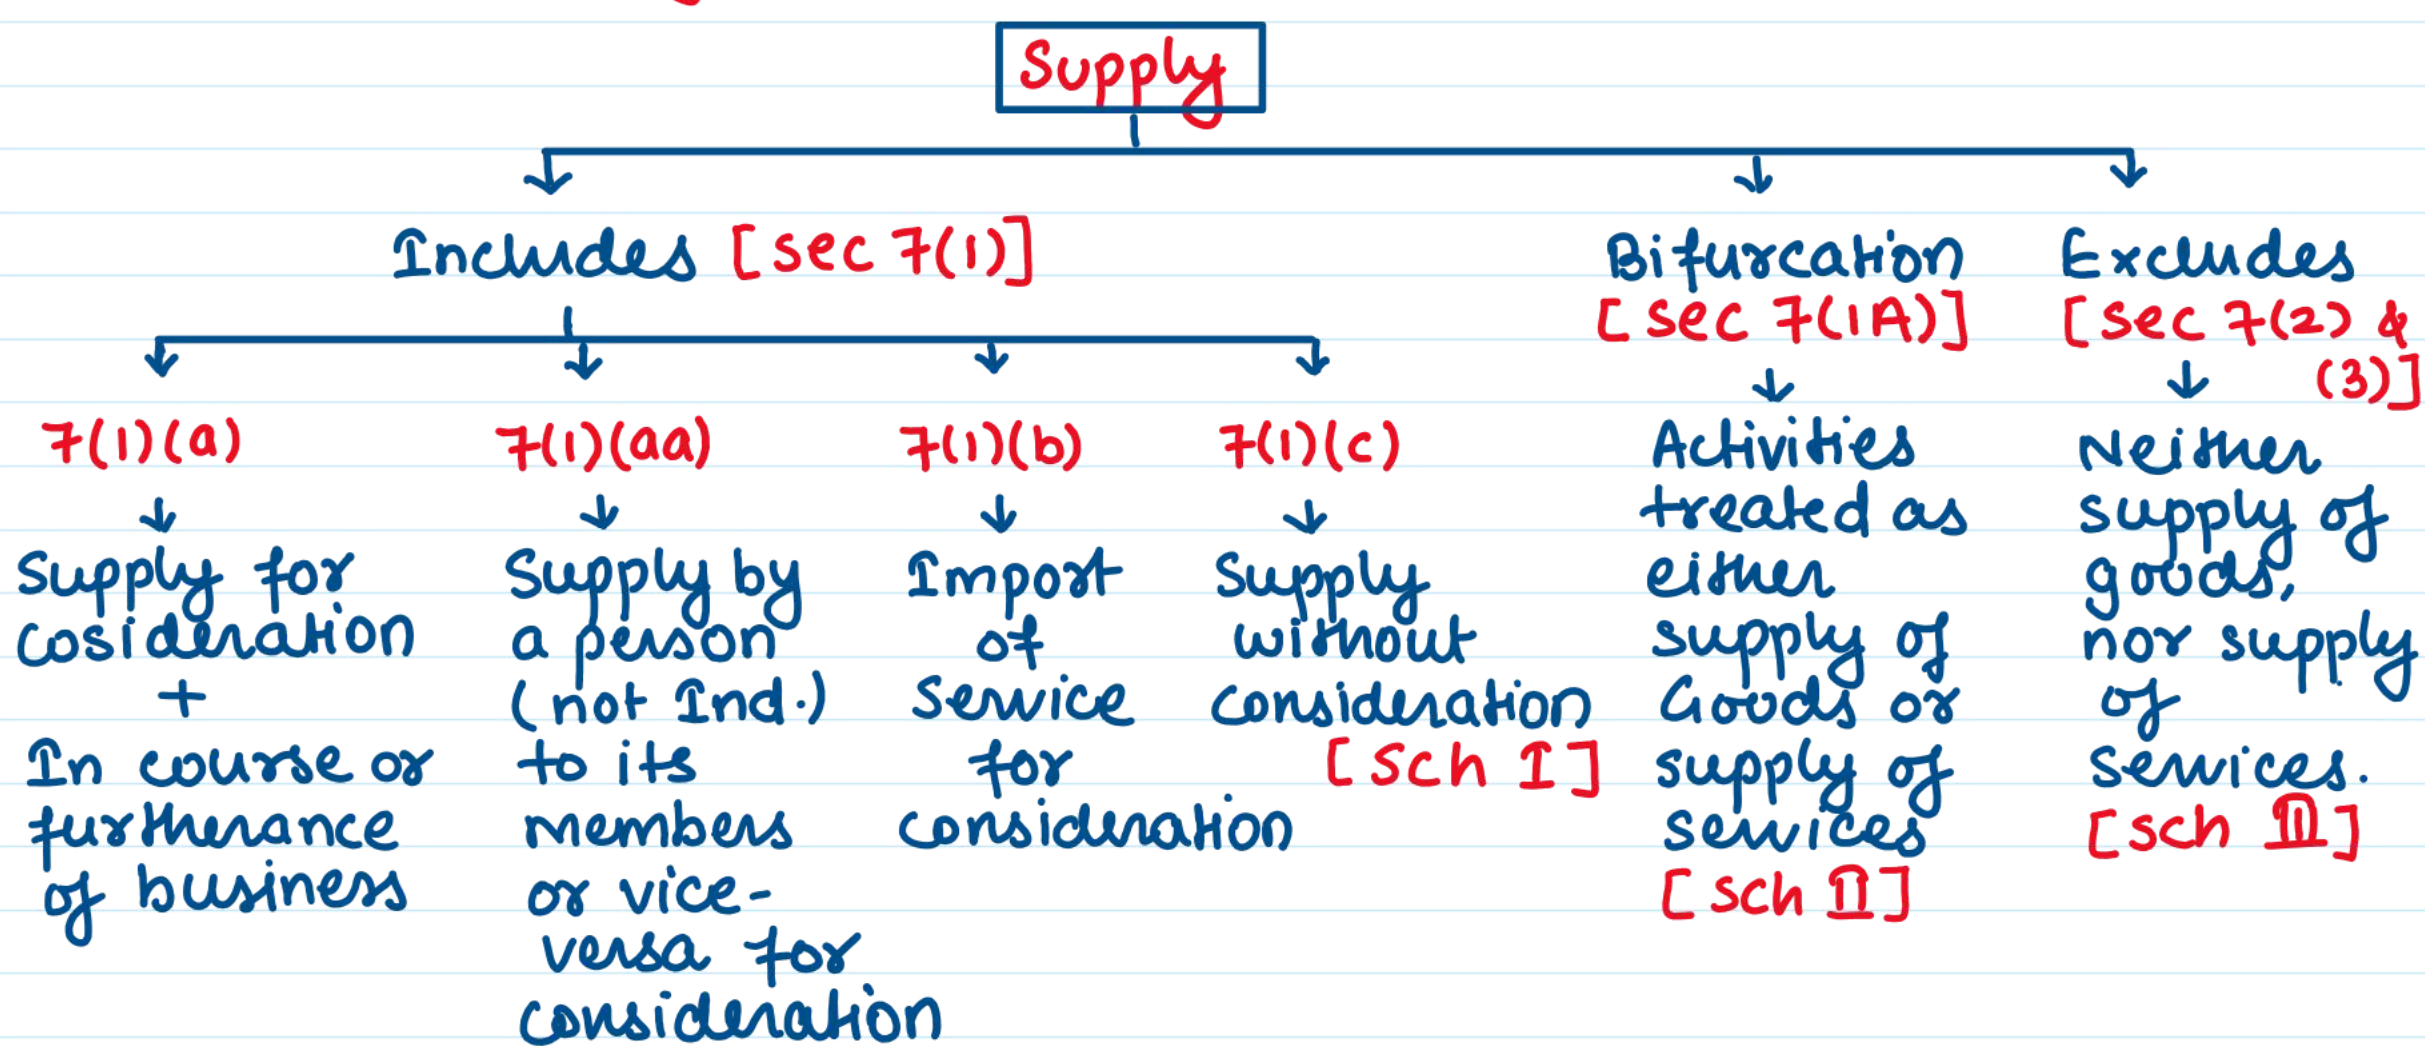 Supply
Includes [sec 7(1)]
Bifurcation
[sec 7(1A)]
Excludes
[sec 7(2) &
(3)]
7(1)(a)
Supply for
cosideration
+
In course or
furtherance
of business
7(1)(aa)
Supply by
a person
(not Ind.)
to its
members
or vice-
versa for
consideration
7(1)(b)
Import
of
Service
for
consideration
7(1)(c)
Supply
without
consideration
[Sch I]
Activities
treated as
either
supply of
Goods or
supply of
services
[Sch II]
Neither
supply of
goods,
nor supply
of
services.
[Sch III]